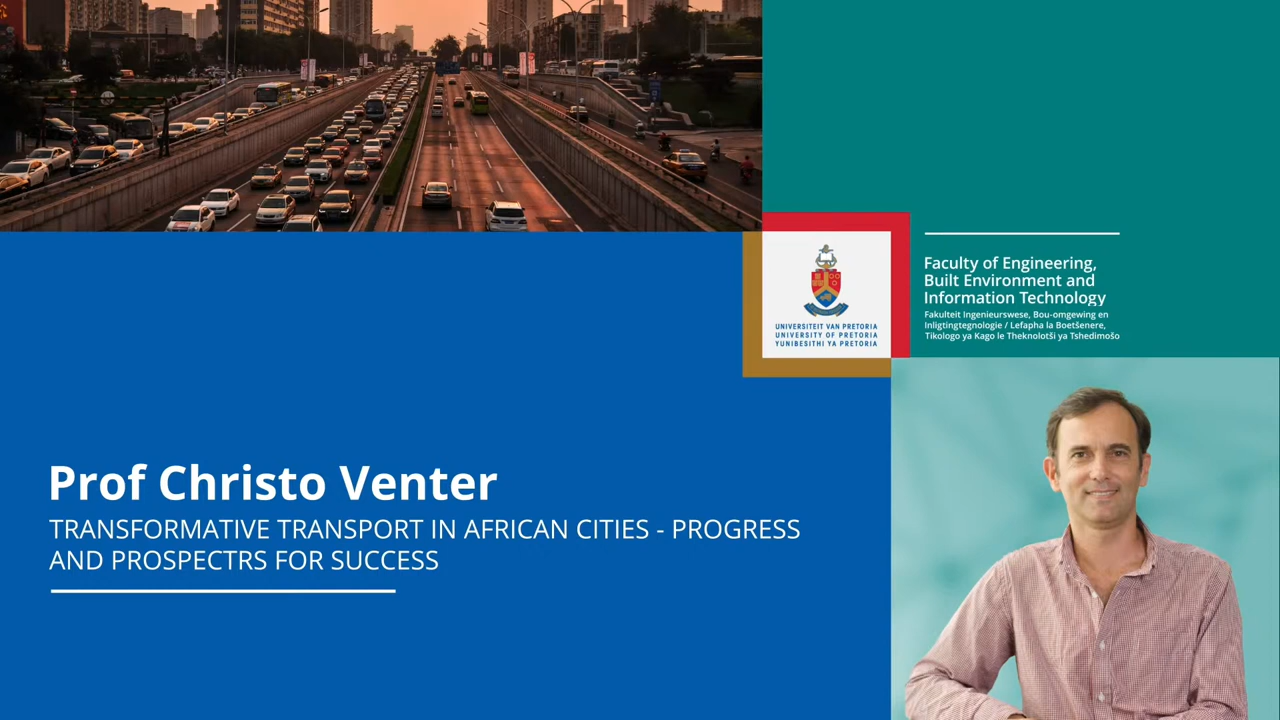 UNIVERSITEIT VAN PRETORIA
UNIVERSITY OF PRETORIA
YUNIBESITHI YA PRETORIA
Faculty of Engineering,
Built Environment and
Information Technology
Fakulteit Ingenieurswese, Bou-omgewing en
Inligtingtegnologie / Lefapha la Boetšenere,
Tikologo ya Kago le Theknolotši ya Tshedimošo
Prof Christo Venter
TRANSFORMATIVE TRANSPORT IN AFRICAN CITIES - PROGRESS
AND PROSPECTRS FOR SUCCESS